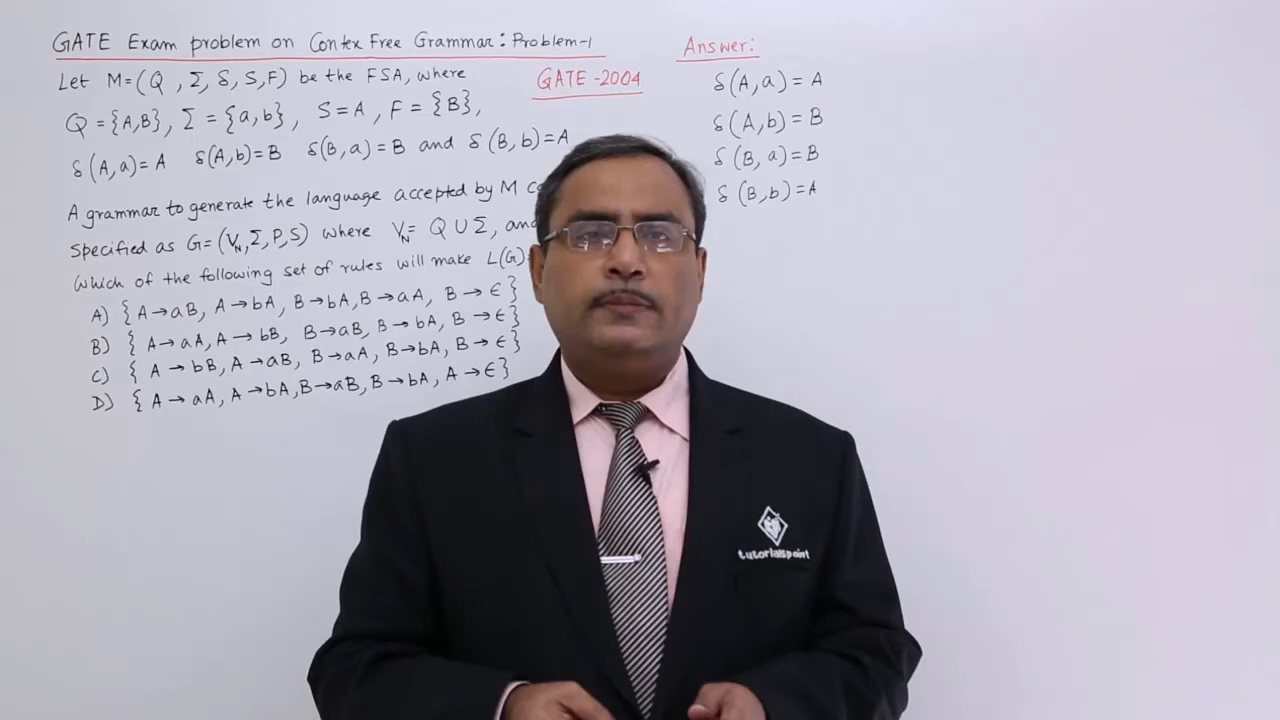 GATE Exam problem on Contex Free Grammar: Problem-1
Let M=(Q, Σ, δ, S, F) be the FSA, where
GATE-2004
Q={A,B}, Σ={a,b}, S=A, F={B},
δ(A,a)=A δ(A,b)=B δ(B,a)=B and δ(B,b)=A
A grammar to generate the language accepted by M
Specified as G=(V_N,Σ,P,S) where V_N= Q∪Σ, and
Which of the following set of rules will make L(G)=
A) {A→aB, A→bA, B→bA, B→aA, B→ϵ}
B) {A→aA, A→bB, B→aB, B→bA, B→ϵ}
C) {A→bB, A→aB, B→aA, B→bA, B→ϵ}
D) {A→aA, A→bA, B→aB, B→bA, A→ϵ}
Answer:
δ(A,a)=A
δ(A,b)=B
δ(B,a)=B
δ(B,b)=A
tutorialspoint